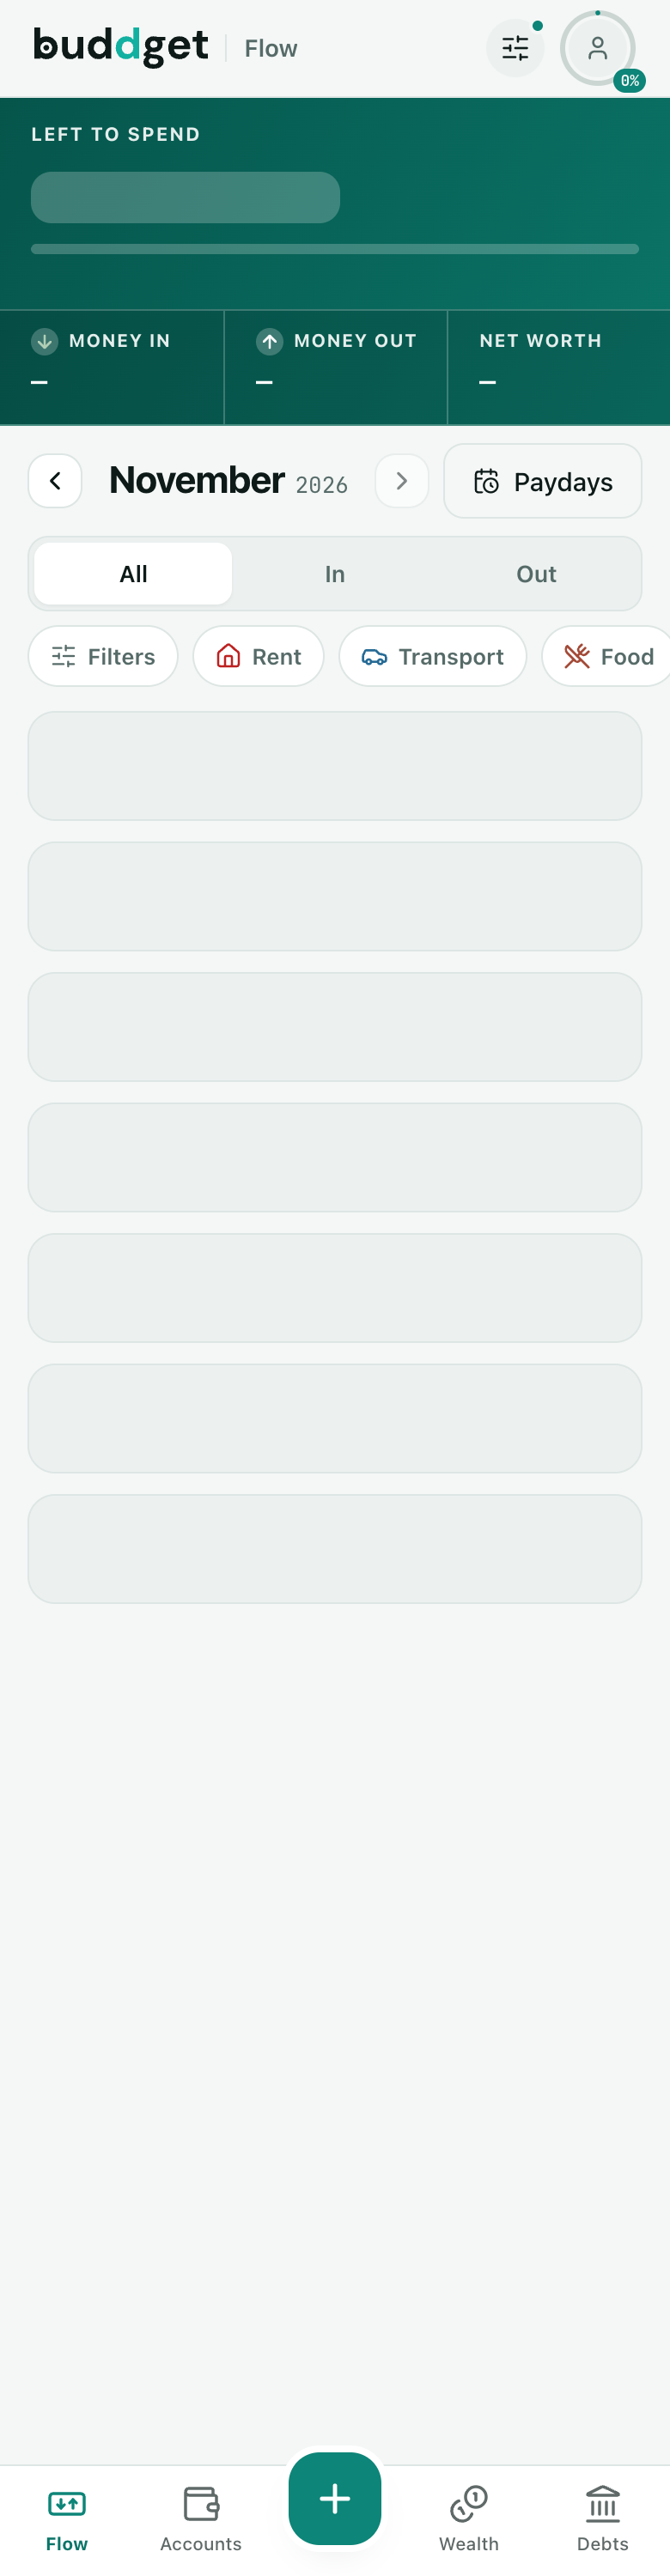 buddget Flow
0%
LEFT TO SPEND
MONEY IN MONEY OUT NET WORTH
– – –
November 2026 Paydays
All In Out
Filters Rent Transport Food
Flow Accounts Wealth Debts